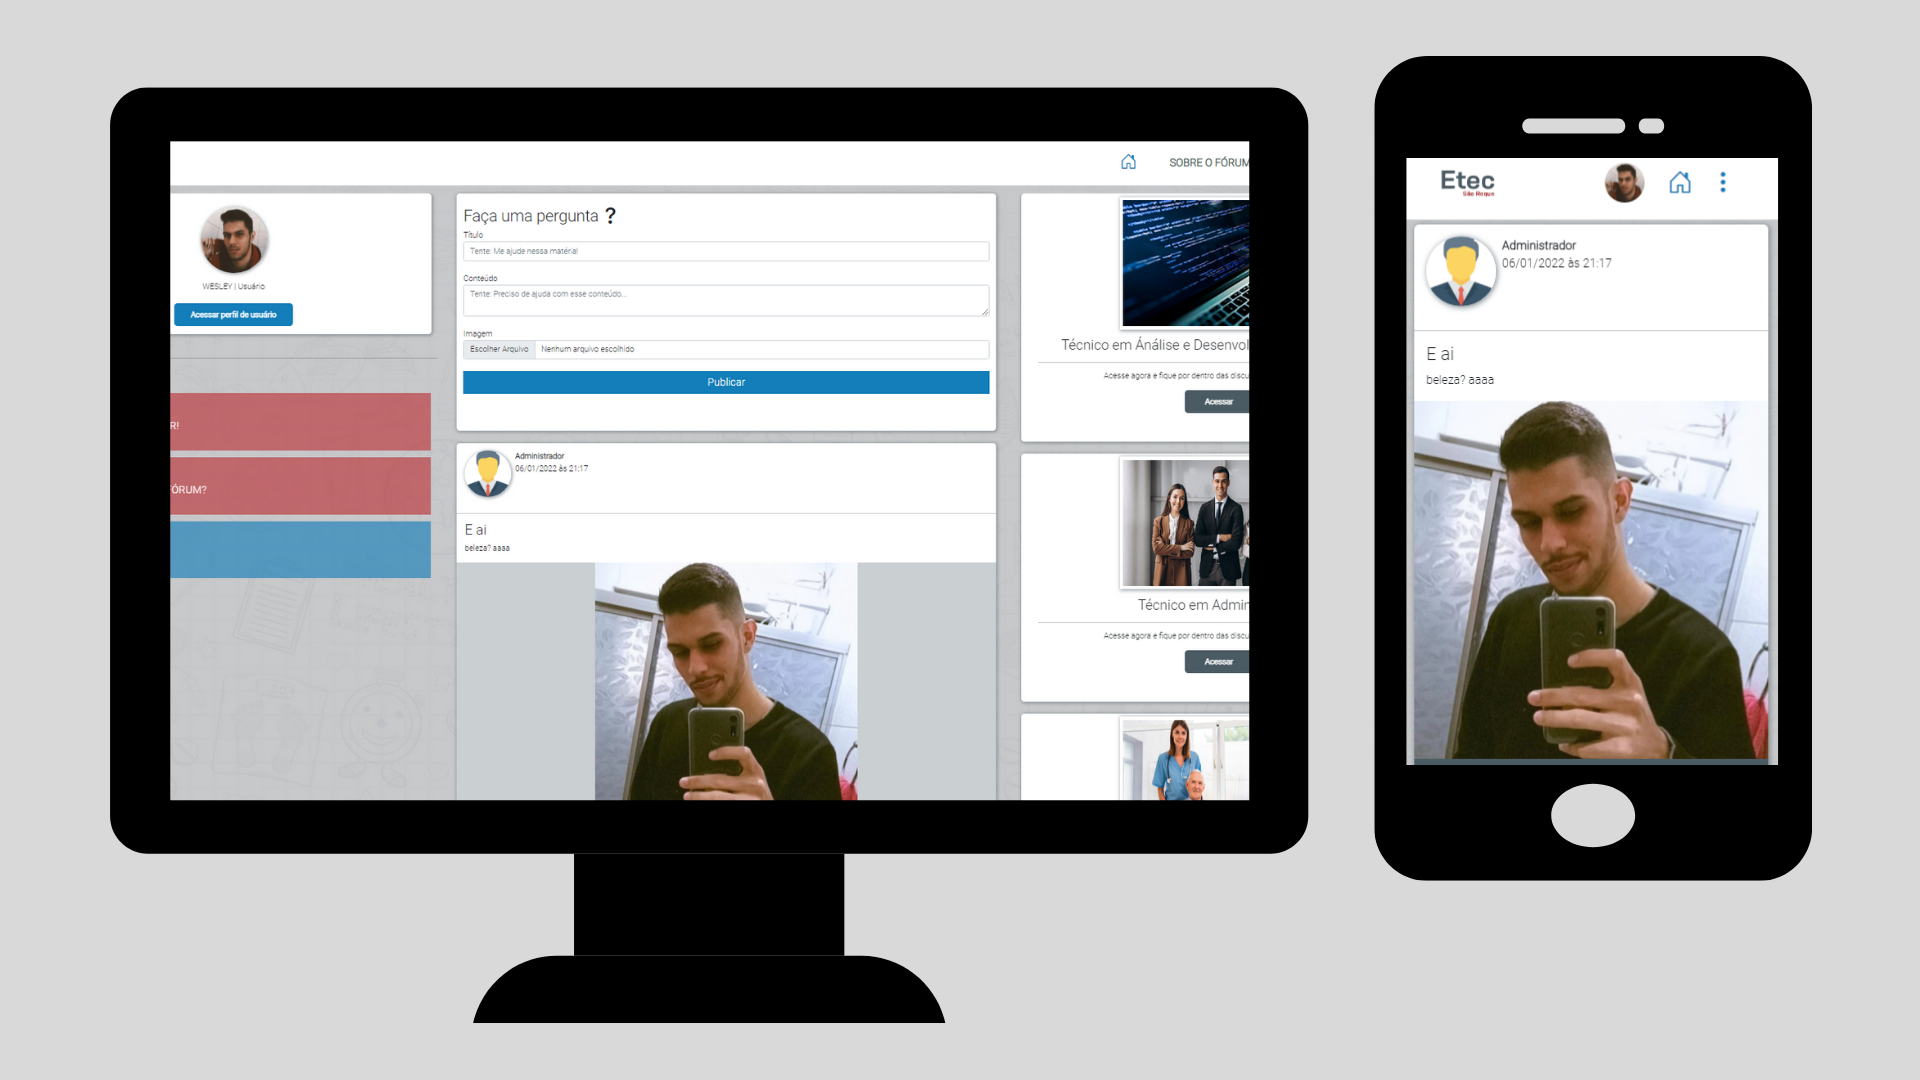 SOBRE O FÓRUM
WESLEY | Usuário
Acessar perfil de usuário
R!
ÓRUM?
Faça uma pergunta ?
Título
Tente: Me ajude nessa matéria!
Conteúdo
Tente: Preciso de ajuda com esse conteúdo...
Imagem
Escolher Arquivo Nenhum arquivo escolhido
Publicar
Administrador
06/01/2022 às 21:17
E ai
beleza? aaaa
Técnico em Ánálise e Desenvol
Acesse agora e fique por dentro das discu
Acessar
Técnico em Admin
Acesse agora e fique por dentro das discu
Acessar
Etec
São Roque
Administrador
06/01/2022 às 21:17
E ai
beleza? aaaa